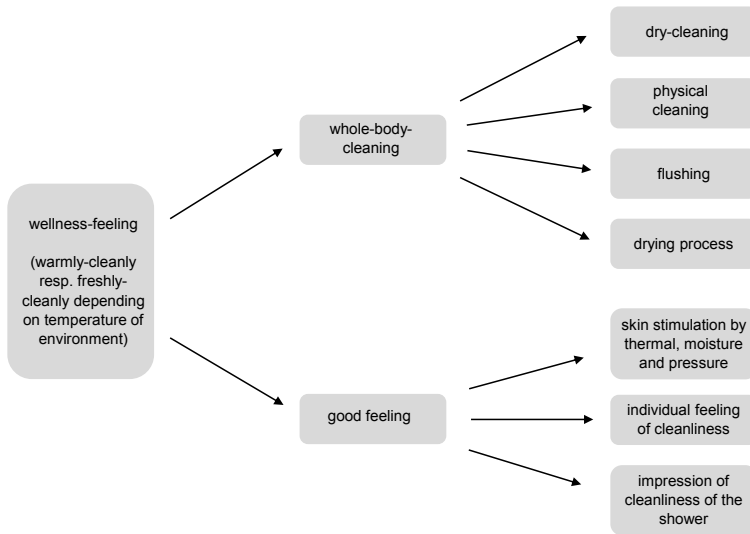 wellness-feeling
(warmly-cleanly
resp. freshly-
cleanly depending
on temperature of
environment)
whole-body-
cleaning
dry-cleaning
physical
cleaning
flushing
drying process
good feeling
skin stimulation by
thermal, moisture
and pressure
individual feeling
of cleanliness
impression of
cleanliness of the
shower